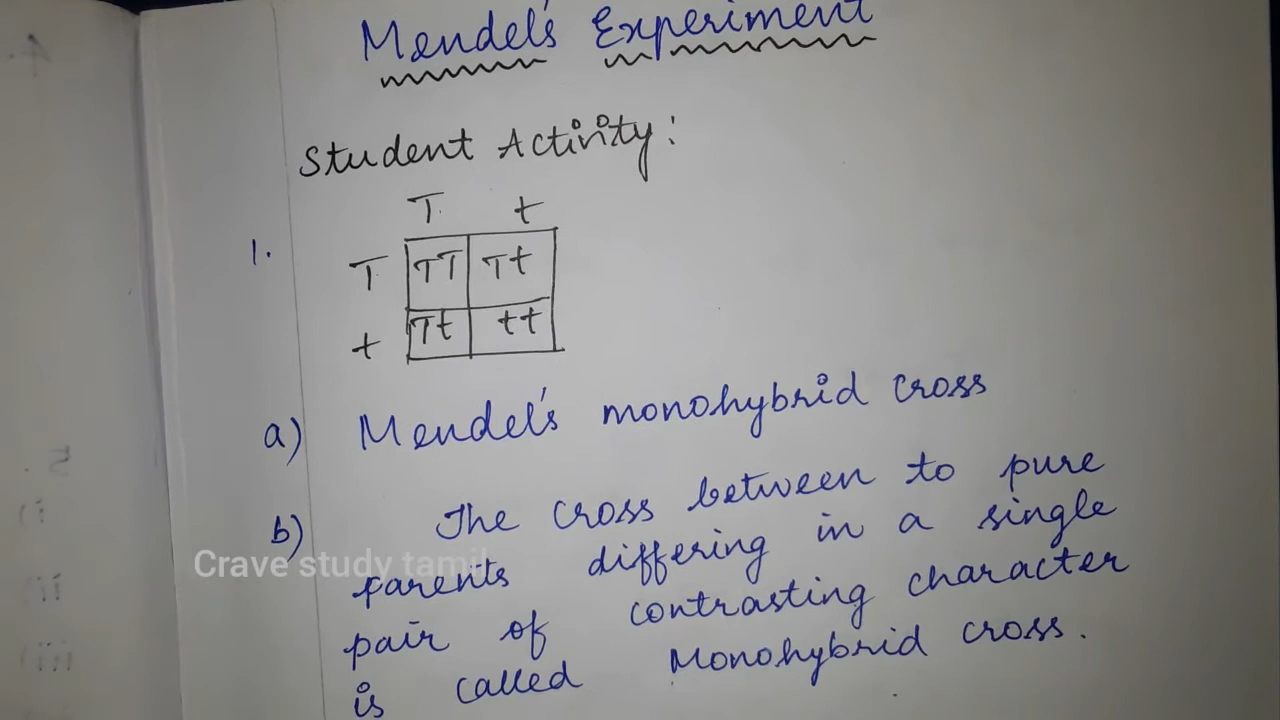 Mendel's Experiment
Student Activity:
T t
1. T TT Tt
t Tt tt
a) Mendel's monohybrid cross
b) The cross between to pure
parents differing in a single
pair of contrasting character
is called Monohybrid cross.
Crave study tamil